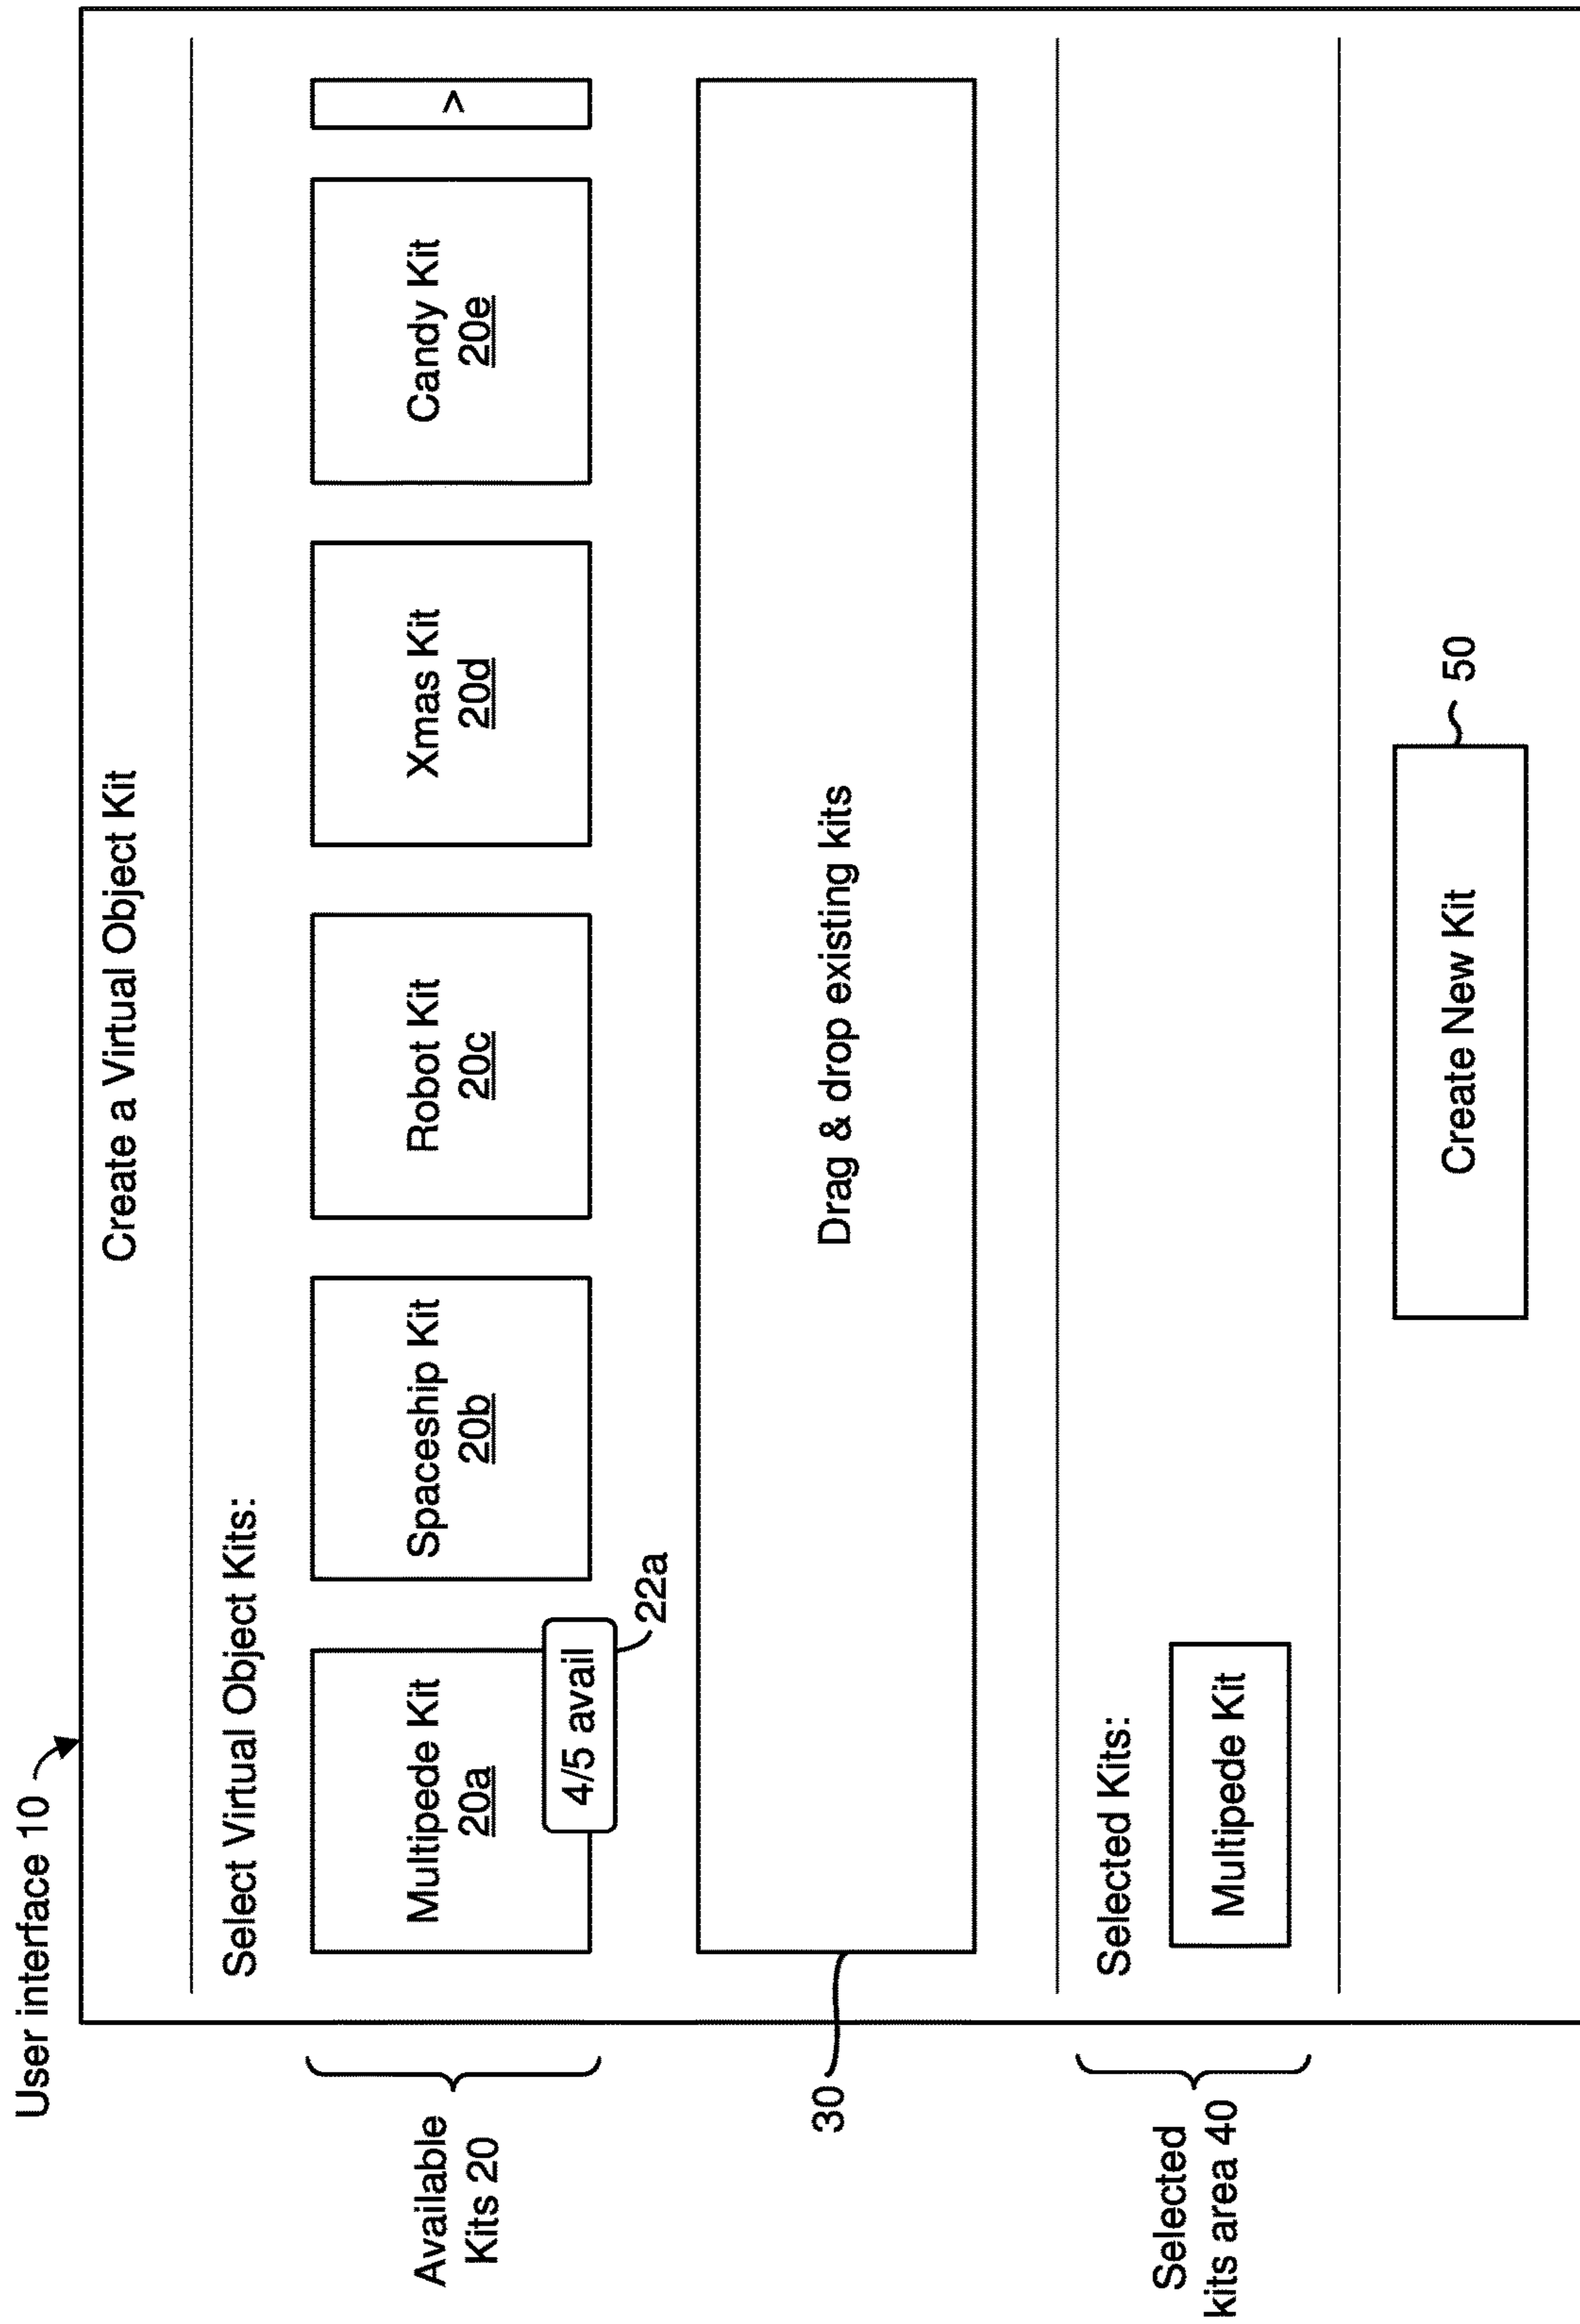 User interface 10
Create a Virtual Object Kit
Select Virtual Object Kits:
Available
Kits 20
Multipede Kit
20a
4/5 avail
22a
Spaceship Kit
20b
Robot Kit
20c
Xmas Kit
20d
Candy Kit
20e
>
30
Drag & drop existing kits
Selected
kits area 40
Selected Kits:
Multipede Kit
Create New Kit
50